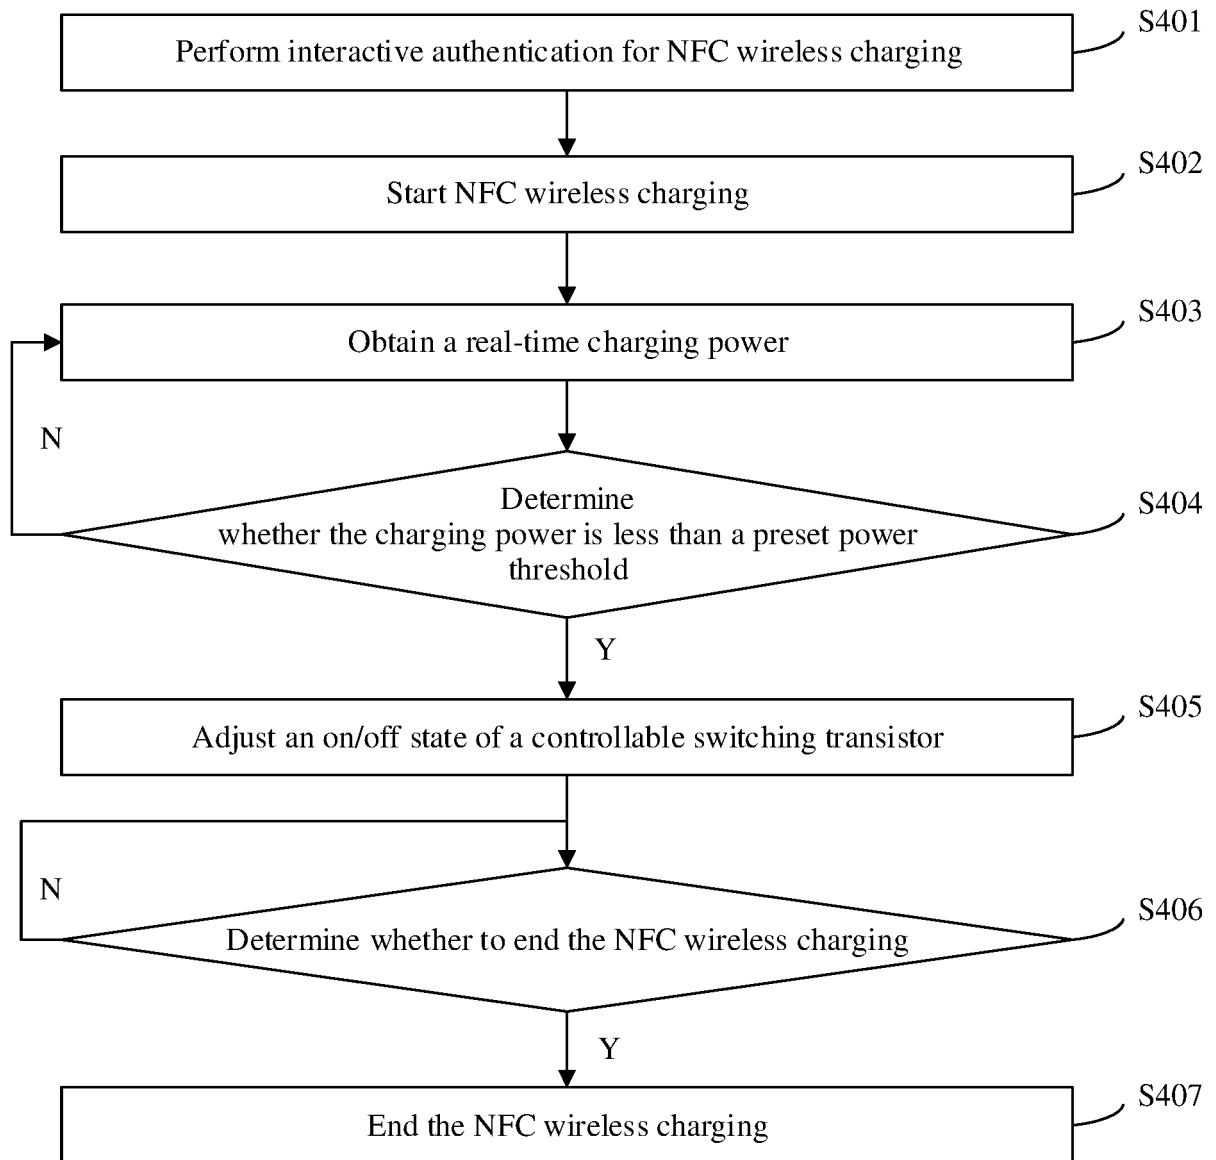 S401
Perform interactive authentication for NFC wireless charging
S402
Start NFC wireless charging
S403
Obtain a real-time charging power
N
Determine
whether the charging power is less than a preset power
threshold
S404
Y
S405
Adjust an on/off state of a controllable switching transistor
N
Determine whether to end the NFC wireless charging
S406
Y
S407
End the NFC wireless charging